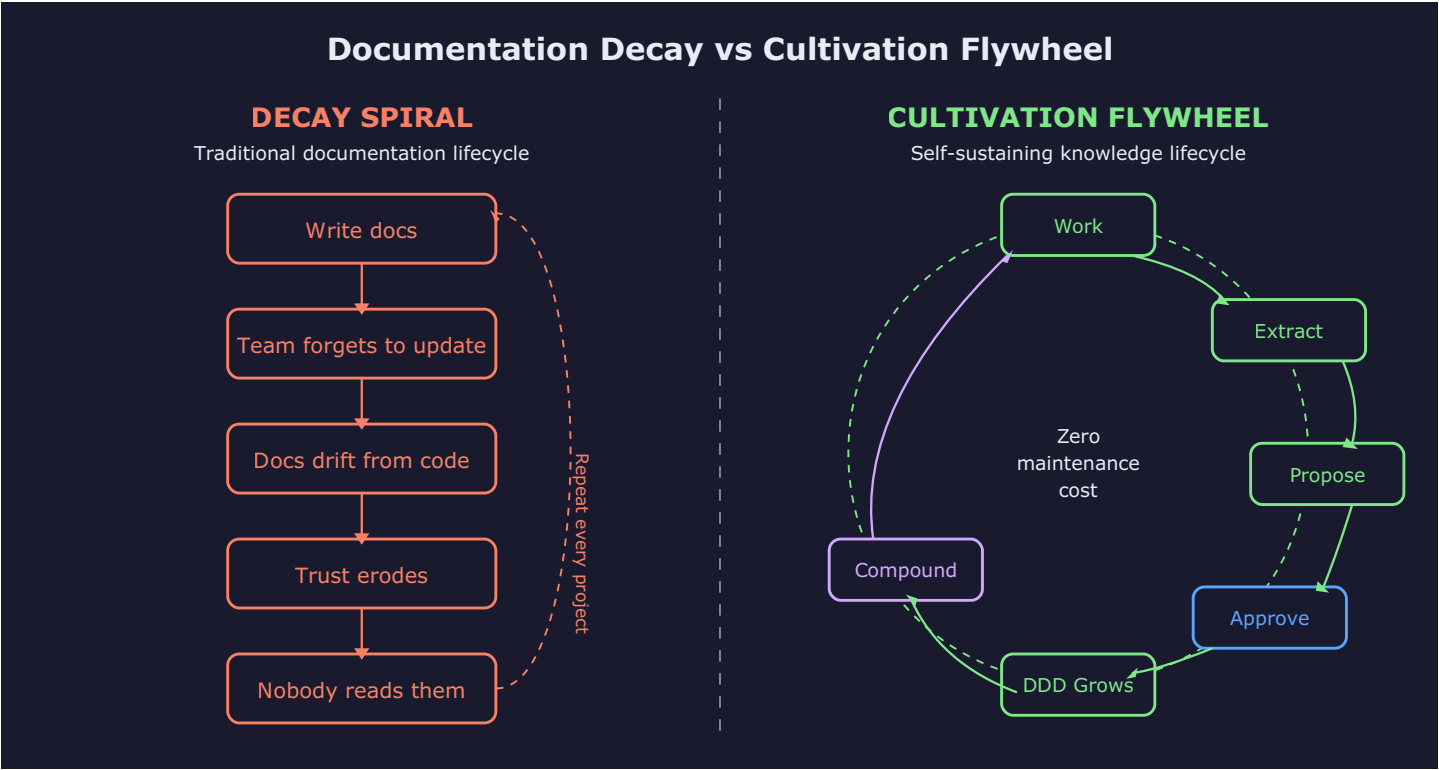 Documentation Decay vs Cultivation Flywheel
DECAY SPIRAL
Traditional documentation lifecycle
Write docs
Team forgets to update
Docs drift from code
Trust erodes
Nobody reads them
Repeat every project
CULTIVATION FLYWHEEL
Self-sustaining knowledge lifecycle
Work
Extract
Propose
Approve
DDD Grows
Compound
Zero
maintenance
cost